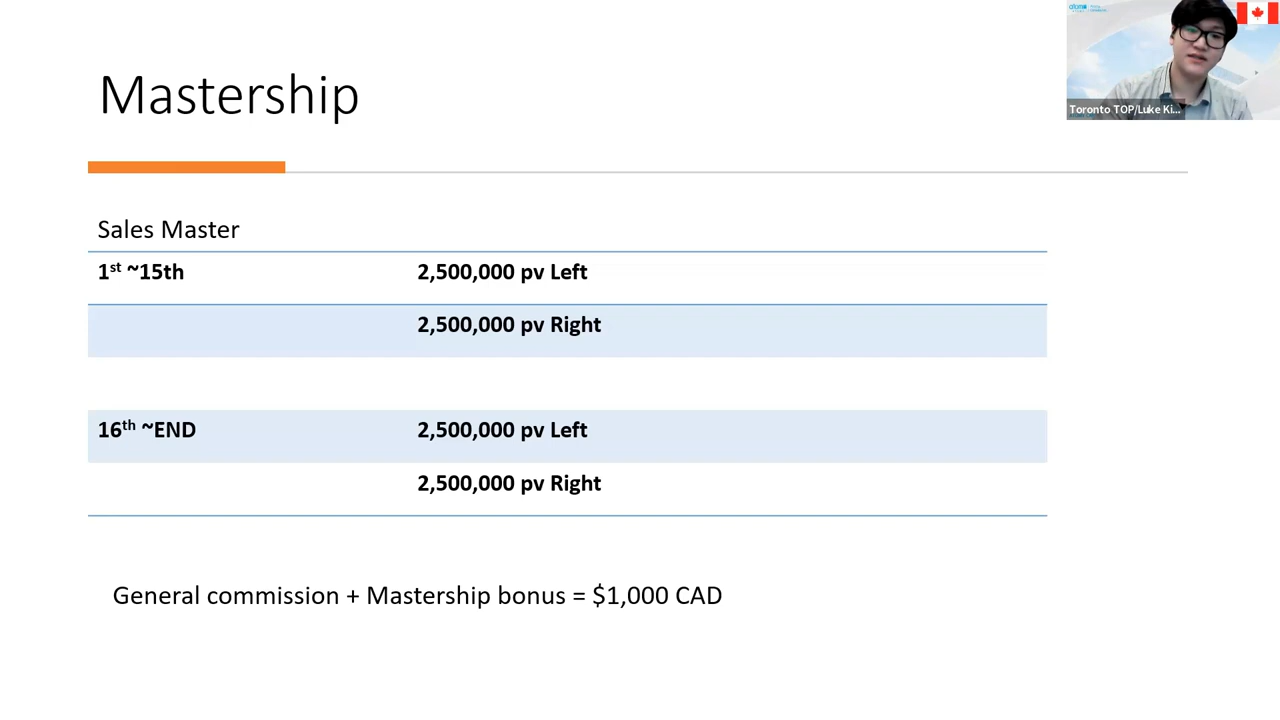 Mastership
atomy
Toronto TOP/Luke Ki...
Sales Master
1st ~15th 2,500,000 pv Left
2,500,000 pv Right
16th ~END 2,500,000 pv Left
2,500,000 pv Right
General commission + Mastership bonus = $1,000 CAD